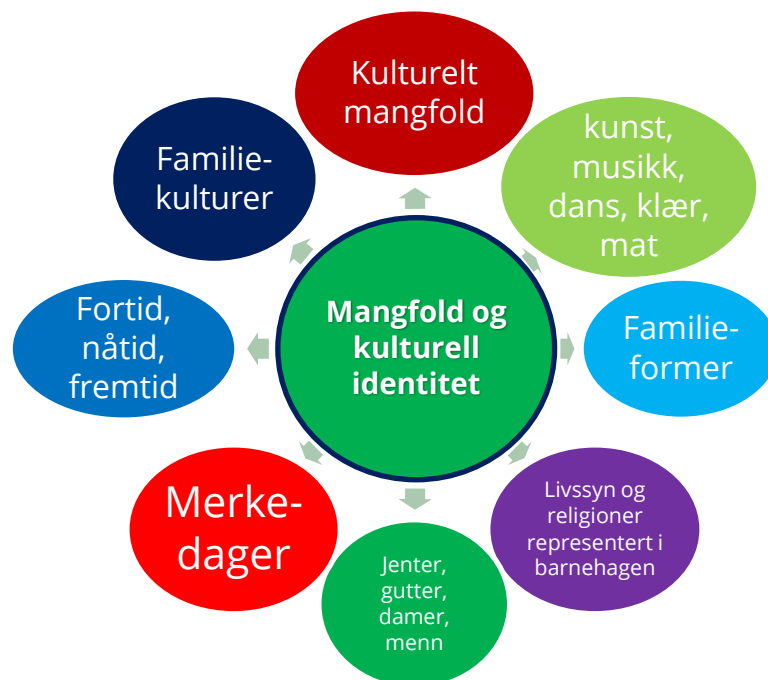 Kulturelt
mangfold
kunst,
musikk,
dans, klær,
mat
Familie-
former
Livssyn og
religioner
representert i
barnehagen
Jenter,
gutter,
damer,
menn
Merke-
dager
Fortid,
nåtid,
fremtid
Familie-
kulturer
Mangfold og
kulturell
identitet